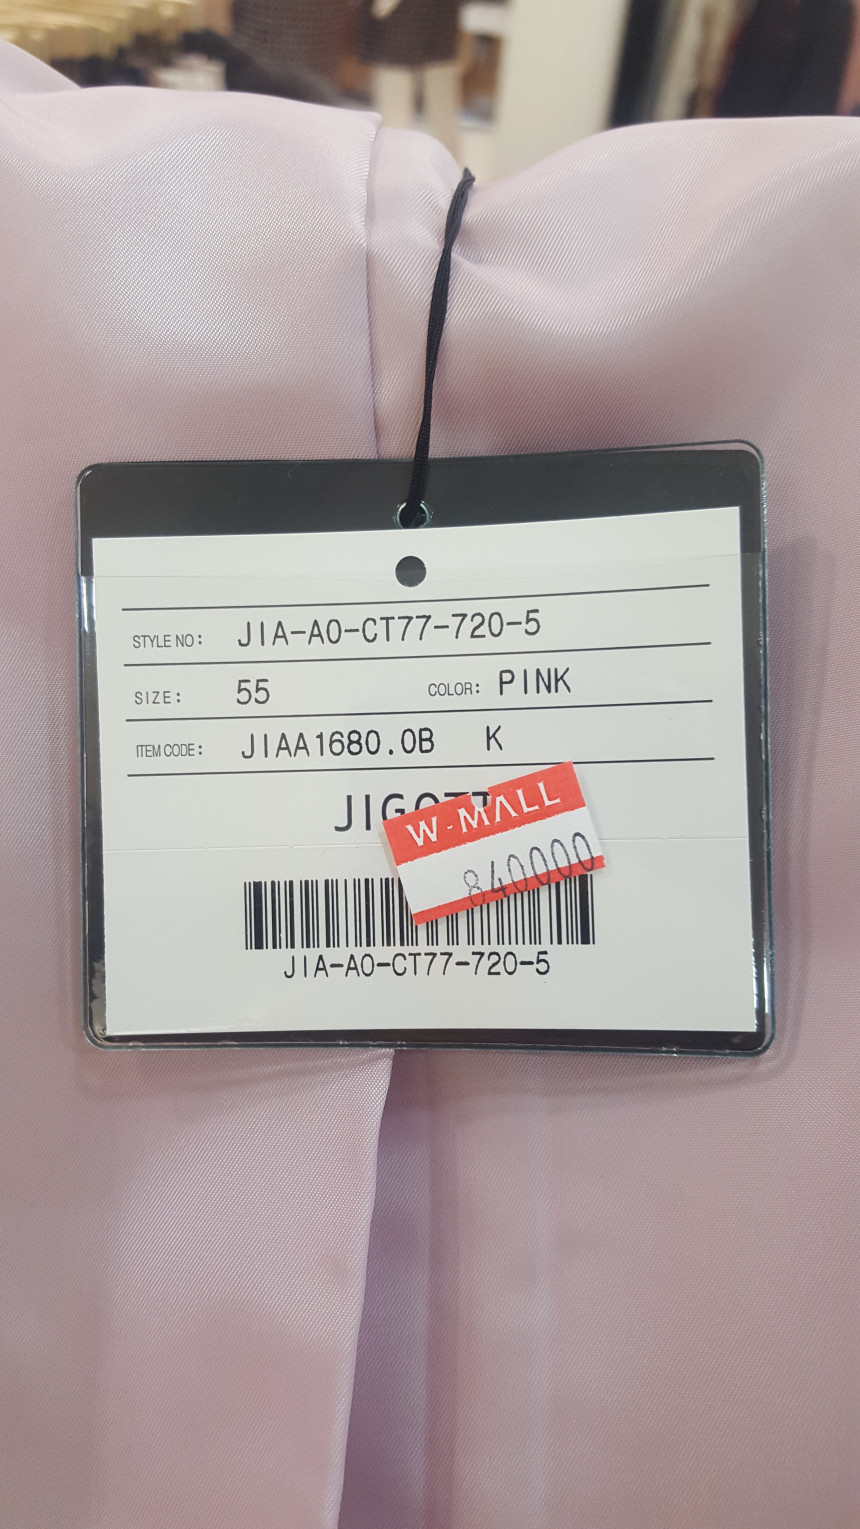 STYLE NO: JIA-A0-CT77-720-5
SIZE: 55 COLOR: PINK
ITEM CODE: JIAA1680.0B K
W-MALL
840000
JIA-A0-CT77-720-5